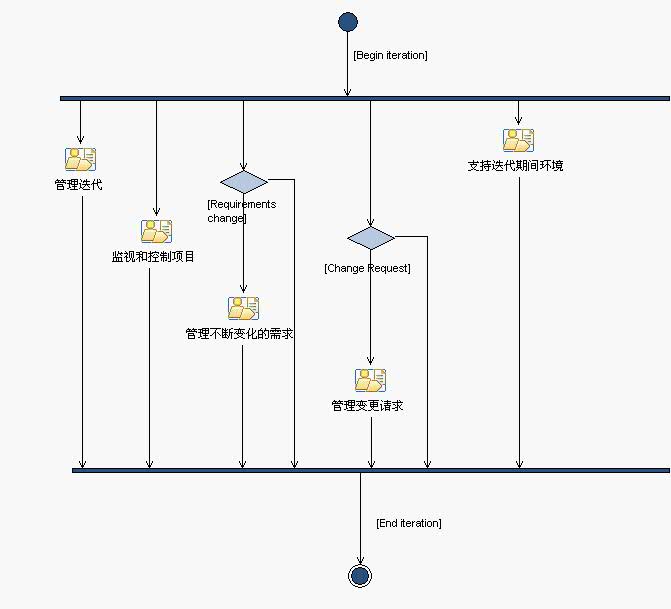 [Begin iteration]
支持迭代期间环境
管理迭代
[Requirements
change]
监视和控制项目
[Change Request]
管理不断变化的需求
管理变更请求
[End iteration]